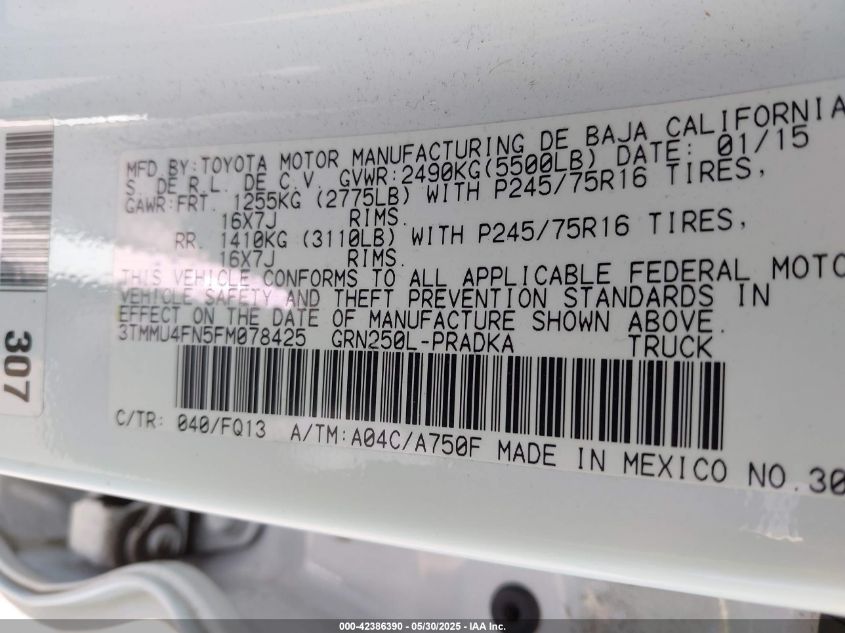 MFD BY: TOYOTA MOTOR MANUFACTURING DE BAJA CALIFORNIA
S. DE R.L. DE C.V. GVWR: 2490KG(5500LB) DATE: 01/15
GAWR:FRT. 1255KG (2775LB) WITH P245/75R16 TIRES,
16X7J RIMS.
RR. 1410KG (3110LB) WITH P245/75R16 TIRES,
16X7J RIMS.
THIS VEHICLE CONFORMS TO ALL APPLICABLE FEDERAL MOTO
VEHICLE SAFETY AND THEFT PREVENTION STANDARDS IN
EFFECT ON THE DATE OF MANUFACTURE SHOWN ABOVE.
3TMMU4FN5FM078425 GRN250L-PRADKA TRUCK
C/TR: 040/FQ13 A/TM: A04C/A750F MADE IN MEXICO NO.30
307
000-42386390 - 05/30/2025 - IAA Inc.